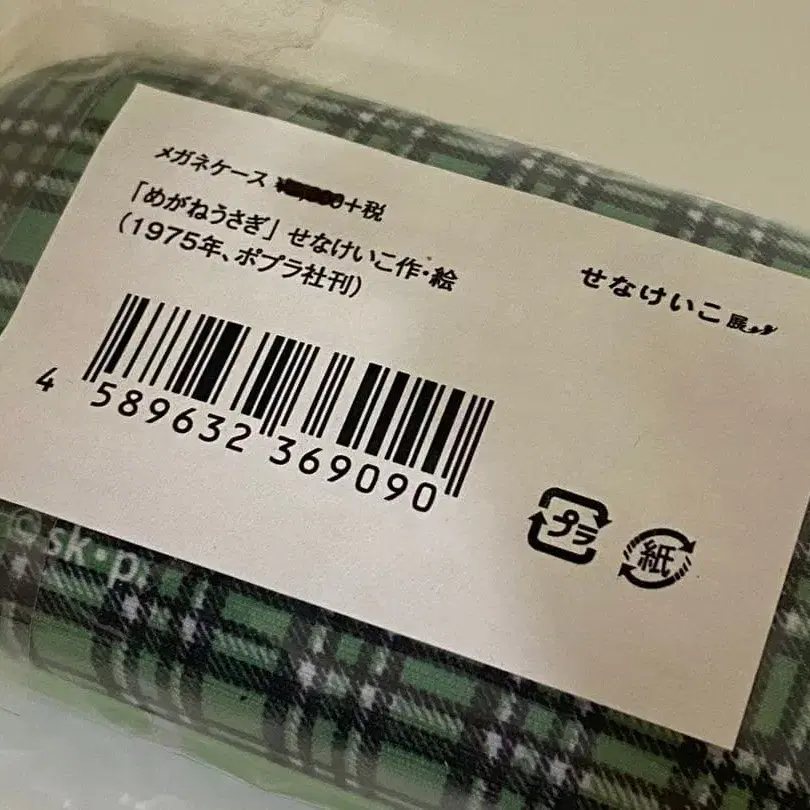 メガネケース +税
「めがねうさぎ」せなけいこ作・絵
(1975年、ポプラ社刊)
せなけいこ展
4 589632 369090
プラ
紙
© sk・p